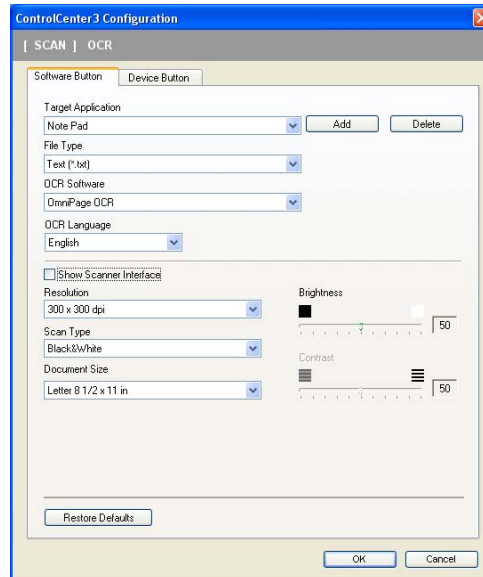 ControlCenter3 Configuration
[ SCAN ] OCR
Software Button Device Button
Target Application
Note Pad Add Delete
File Type
Text (*.txt)
OCR Software
OmniPage OCR
OCR Language
English
Show Scanner Interface
Resolution Brightness
300 x 300 dpi
50
Scan Type
Black&White
Contrast
Document Size
Letter 8 1/2 x 11 in 50
Restore Defaults
OK Cancel